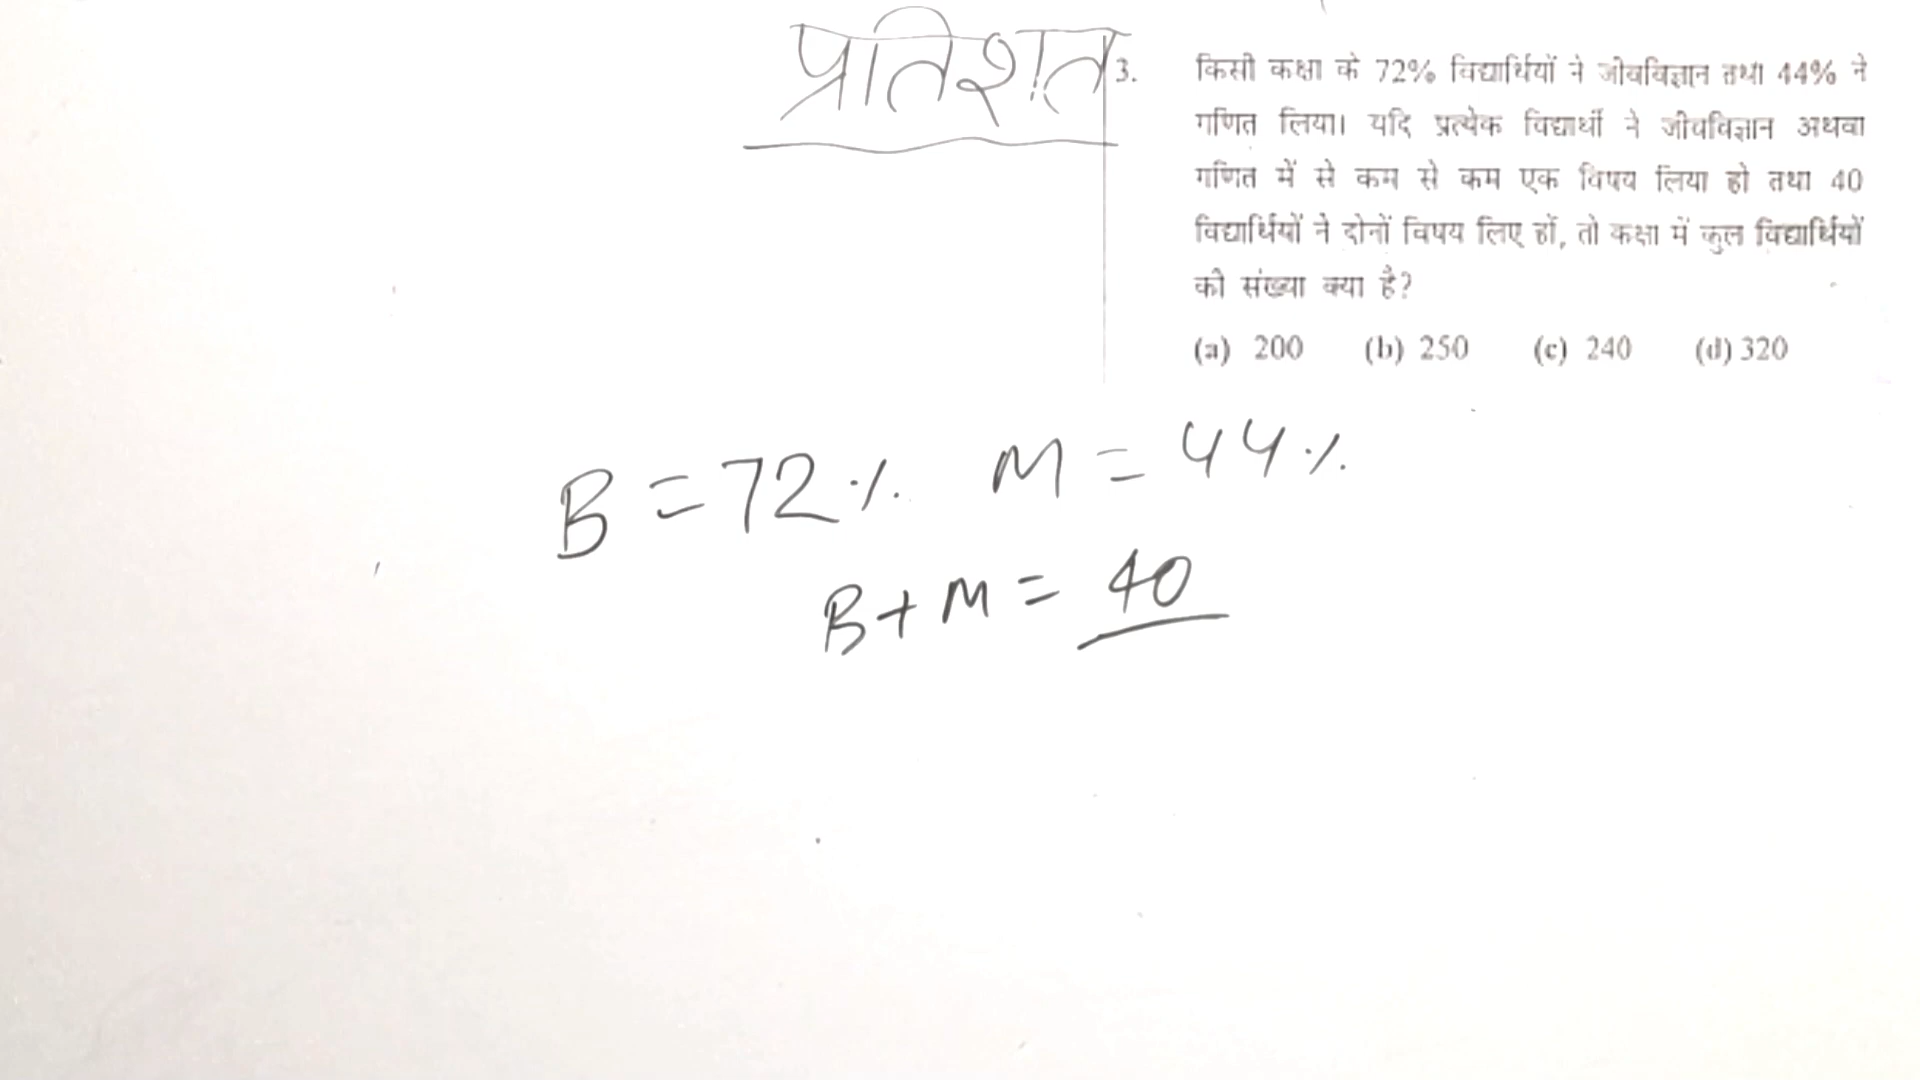 प्रतिशत
3. किसी कक्षा के 72% विद्यार्थियों ने जीवविज्ञान तथा 44% ने
गणित लिया। यदि प्रत्येक विद्यार्थी ने जीवविज्ञान अथवा
गणित में से कम से कम एक विषय लिया हो तथा 40
विद्यार्थियों ने दोनों विषय लिए हों, तो कक्षा में कुल विद्यार्थियों
की संख्या क्या है?
(a) 200 (b) 250 (c) 240 (d) 320
B = 72% M = 44%
B + M = 40